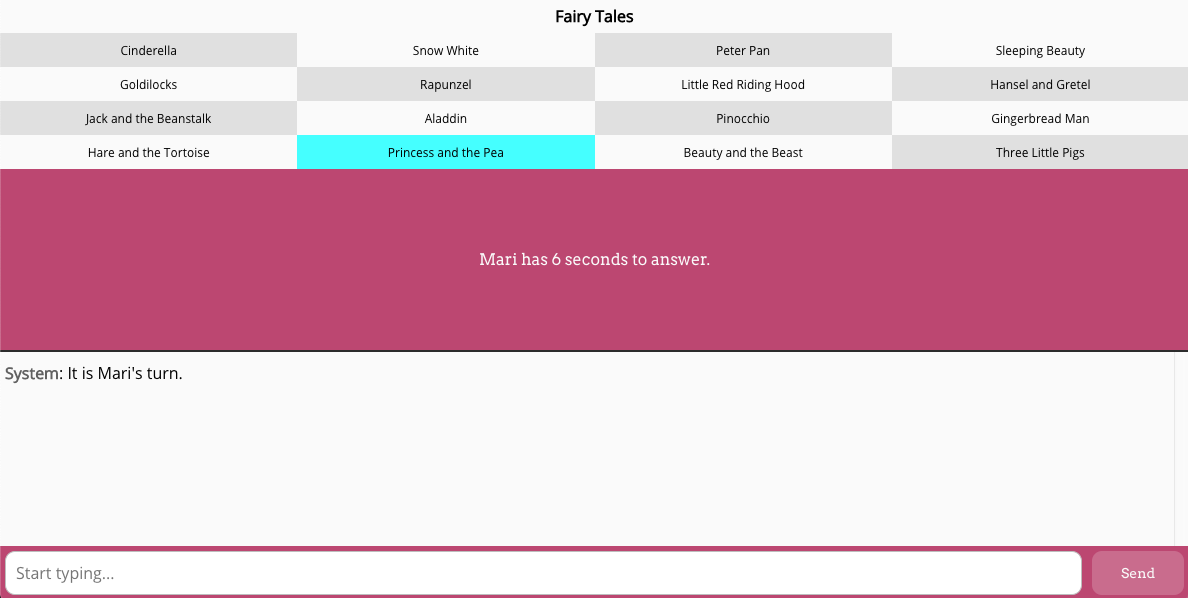 Fairy Tales
Cinderella Snow White Peter Pan Sleeping Beauty
Goldilocks Rapunzel Little Red Riding Hood Hansel and Gretel
Jack and the Beanstalk Aladdin Pinocchio Gingerbread Man
Hare and the Tortoise Princess and the Pea Beauty and the Beast Three Little Pigs
Mari has 6 seconds to answer.
System: It is Mari's turn.
Start typing... Send